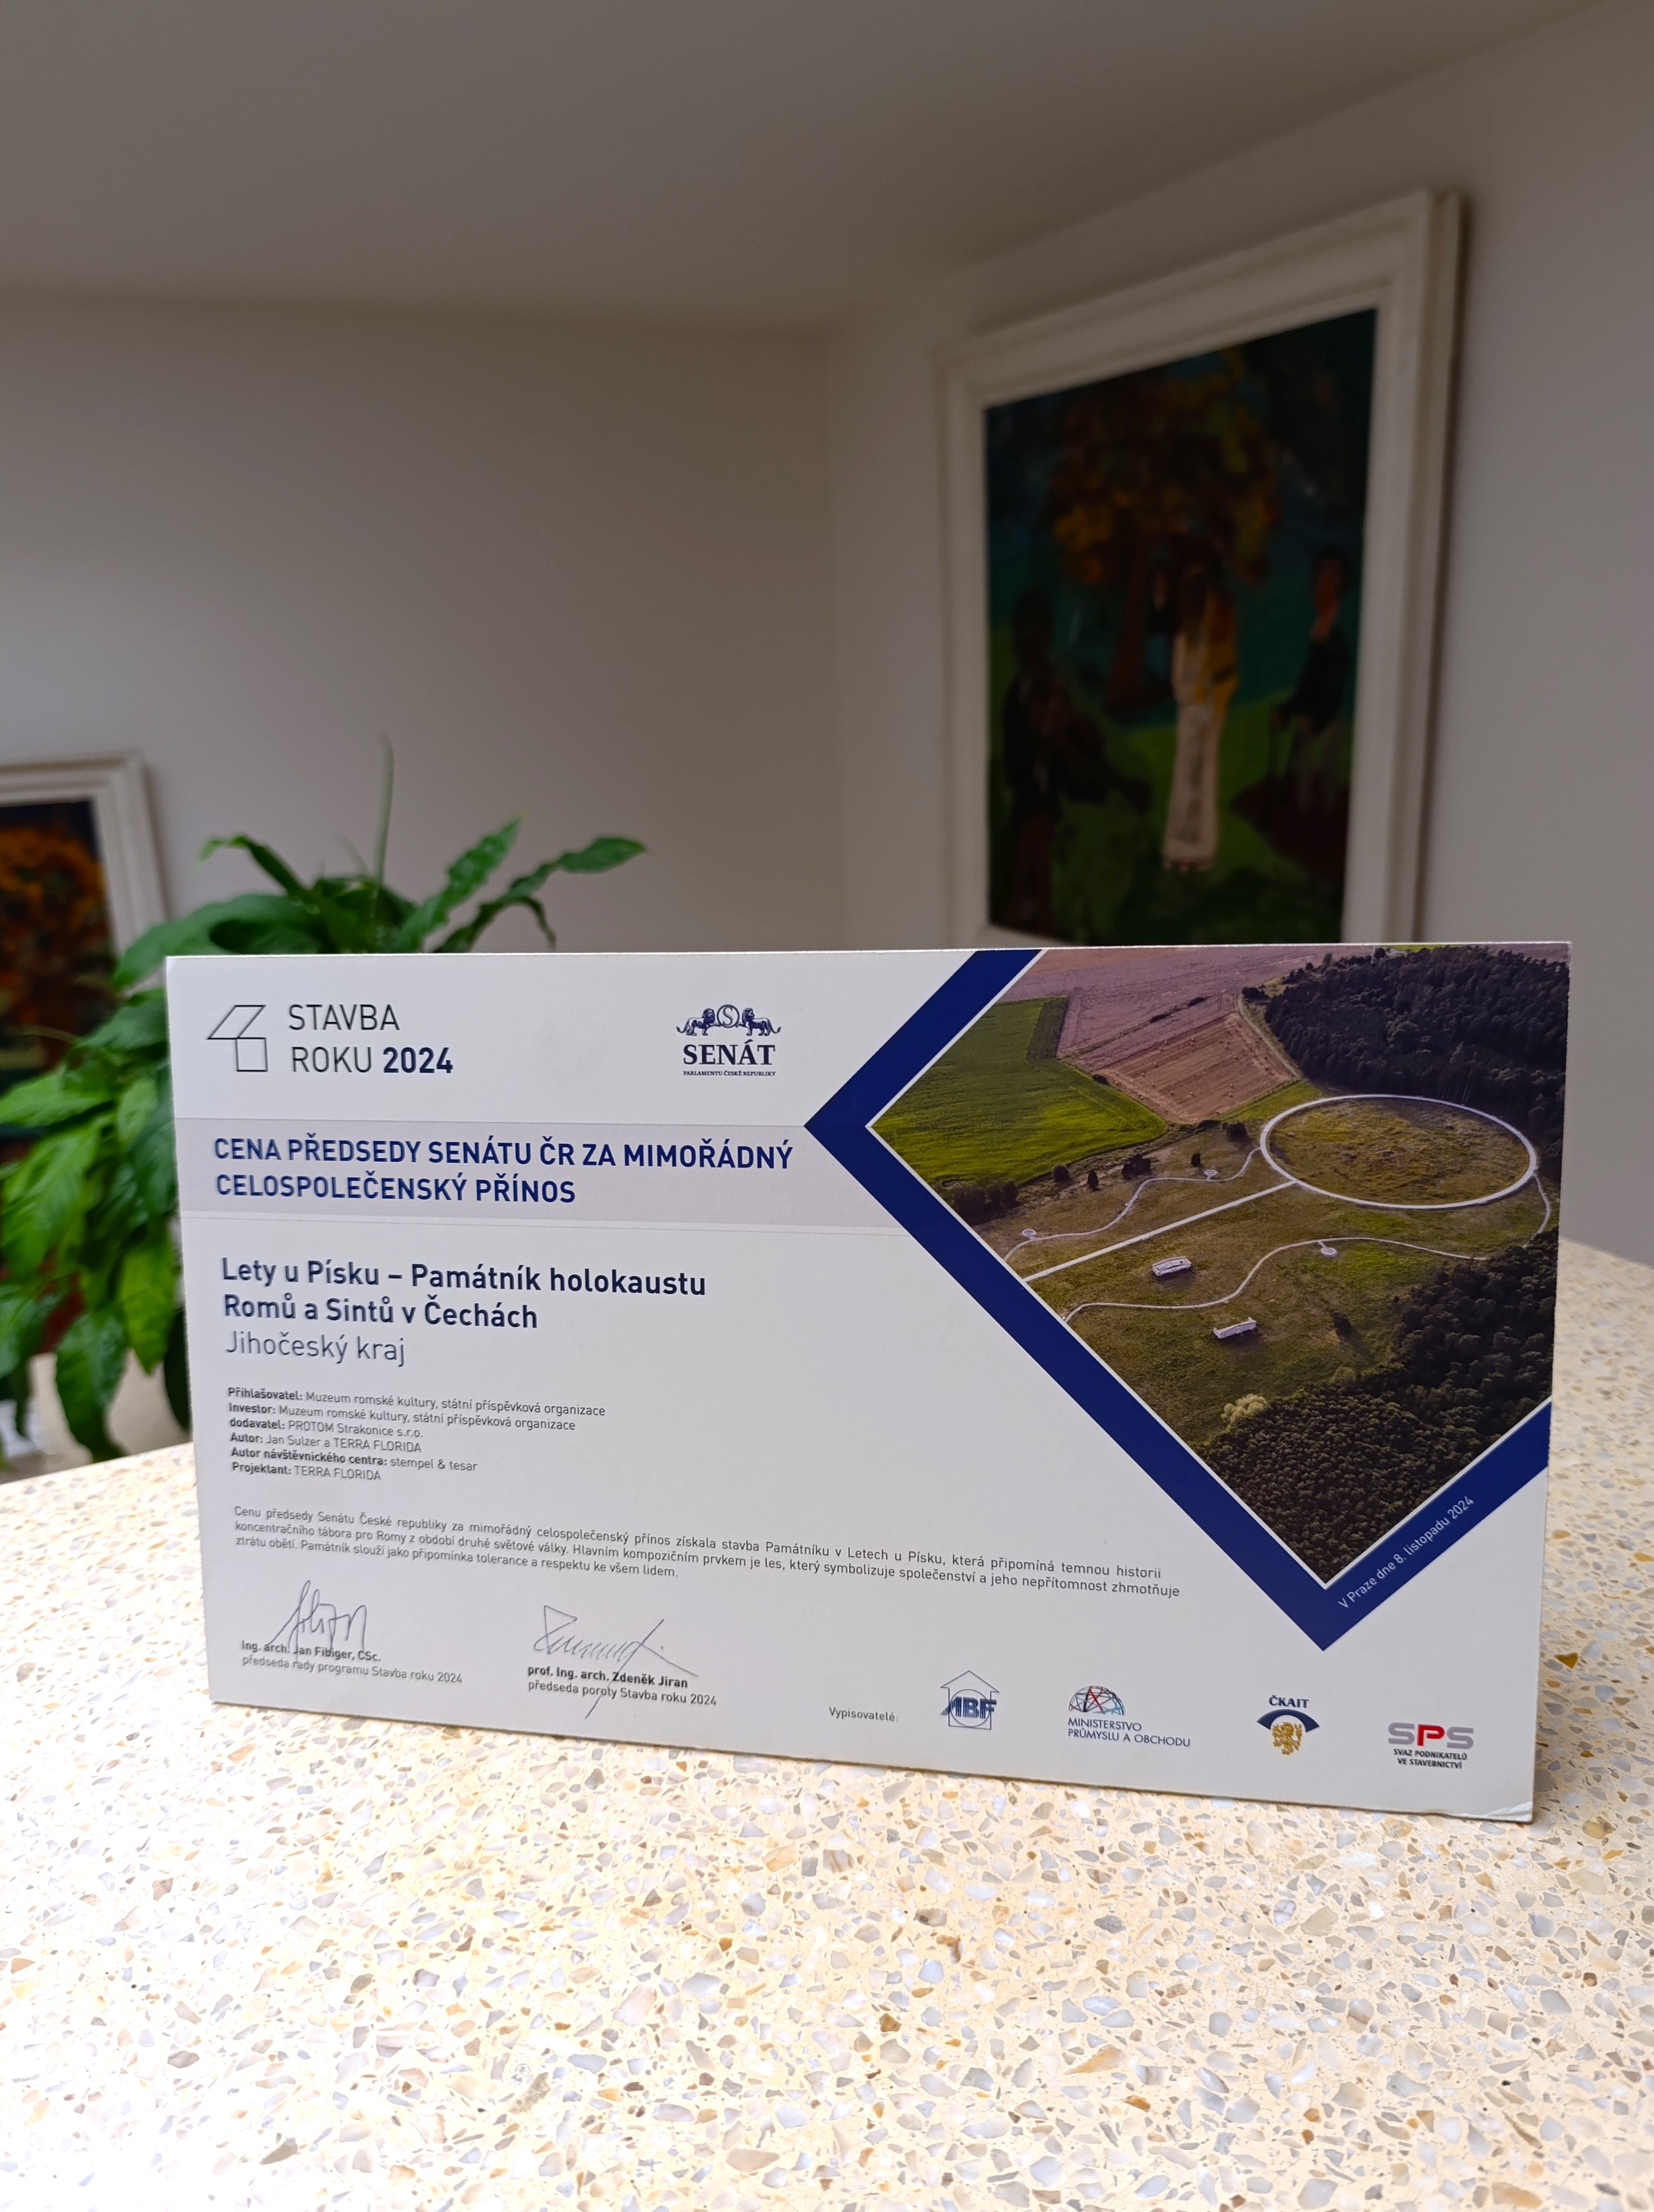 STAVBA
ROKU 2024
SENÁT
PARLAMENTU ČESKÉ REPUBLIKY
CENA PŘEDSEDY SENÁTU ČR ZA MIMOŘÁDNÝ
CELOSPOLEČENSKÝ PŘÍNOS
Lety u Písku – Památník holokaustu
Romů a Sintů v Čechách
Jihočeský kraj
Přihlašovatel: Muzeum romské kultury, státní příspěvková organizace
Investor: Muzeum romské kultury, státní příspěvková organizace
dodavatel: PROTOM Strakonice s.r.o.
Autor: Jan Sulzer a TERRA FLORIDA
Autor návštěvnického centra: stempel & tesar
Projektant: TERRA FLORIDA
Cenu předsedy Senátu České republiky za mimořádný celospolečenský přínos získala stavba Památníku v Letech u Písku, která připomíná temnou historii
koncentračního tábora pro Romy z období druhé světové války. Hlavním kompozičním prvkem je les, který symbolizuje společenství a jeho nepřítomnost zhmotňuje
ztrátu obětí. Památník slouží jako připomínka tolerance a respektu ke všem lidem.
V Praze dne 8. listopadu 2024
Ing. arch. Jan Fibiger, CSc.
předseda rady programu Stavba roku 2024
prof. Ing. arch. Zdeněk Jiran
předseda poroty Stavba roku 2024
Vypisovatelé:
ABF
MINISTERSTVO
PRŮMYSLU A OBCHODU
ČKAIT
SPS
SVAZ PODNIKATELŮ
VE STAVEBNICTVÍ